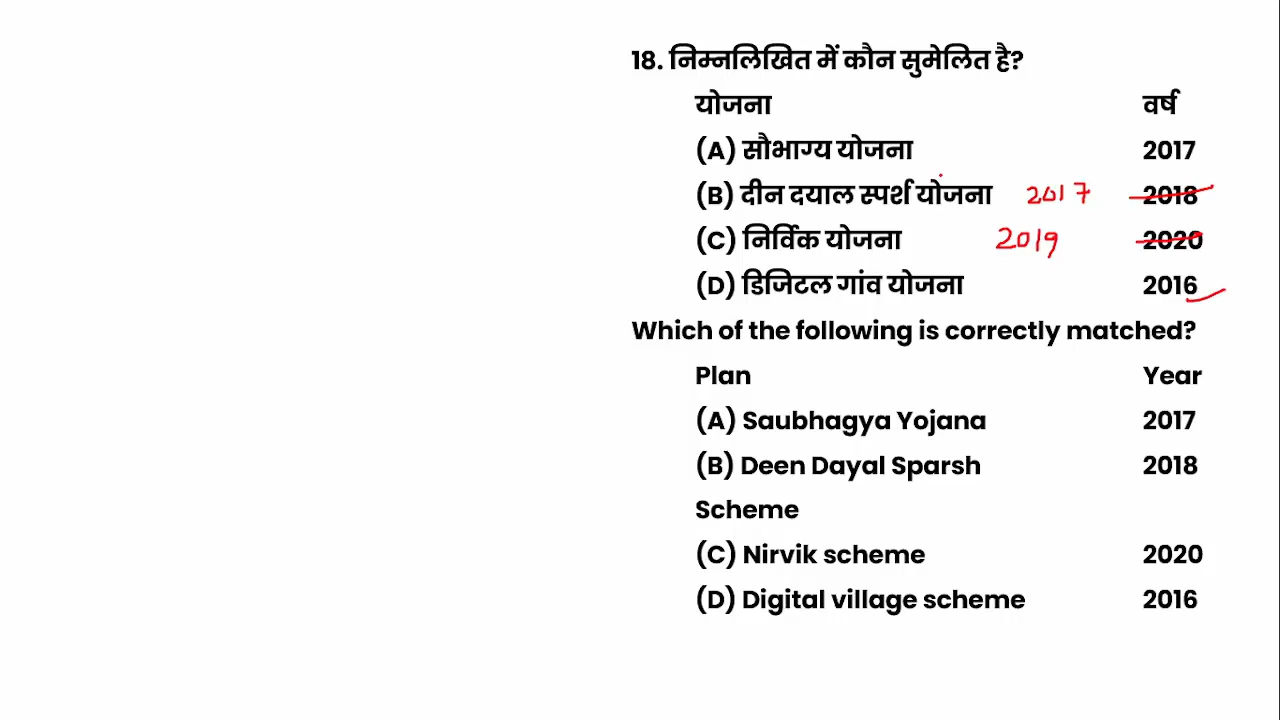 18. निम्नलिखित में कौन सुमेलित है?
योजना वर्ष
(A) सौभाग्य योजना 2017
(B) दीन दयाल स्पर्श योजना 2017 2018
(C) निर्विक योजना 2019 2020
(D) डिजिटल गांव योजना 2016
Which of the following is correctly matched?
Plan Year
(A) Saubhagya Yojana 2017
(B) Deen Dayal Sparsh 2018
Scheme
(C) Nirvik scheme 2020
(D) Digital village scheme 2016